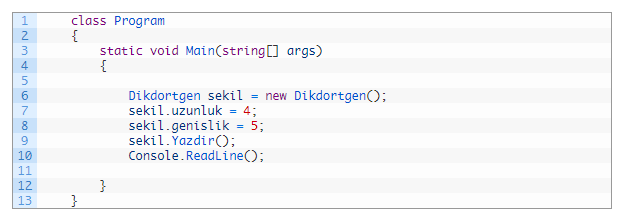 1 class Program
2 {
3 static void Main(string[] args)
4 {
5
6 Dikdortgen sekil = new Dikdortgen();
7 sekil.uzunluk = 4;
8 sekil.genislik = 5;
9 sekil.Yazdir();
10 Console.ReadLine();
11
12 }
13 }